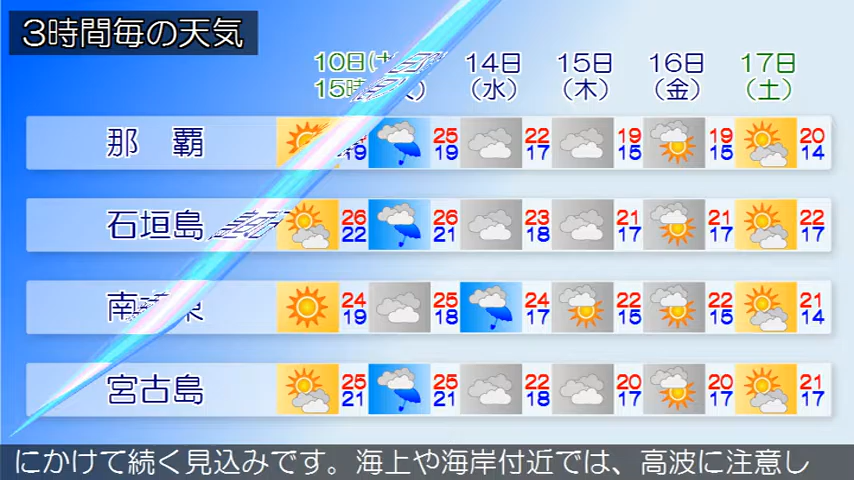 3時間毎の天気
10日 14日 15日 16日 17日
15時 (水) (木) (金) (土)
那覇 19 25 19 22 17 19 15 19 15 20 14
石垣島 26 22 26 21 23 18 21 17 21 17 22 17
南 24 19 25 18 24 17 22 15 22 15 21 14
宮古島 25 21 25 21 22 18 20 17 20 17 21 17
にかけて続く見込みです。海上や海岸付近では、高波に注意し